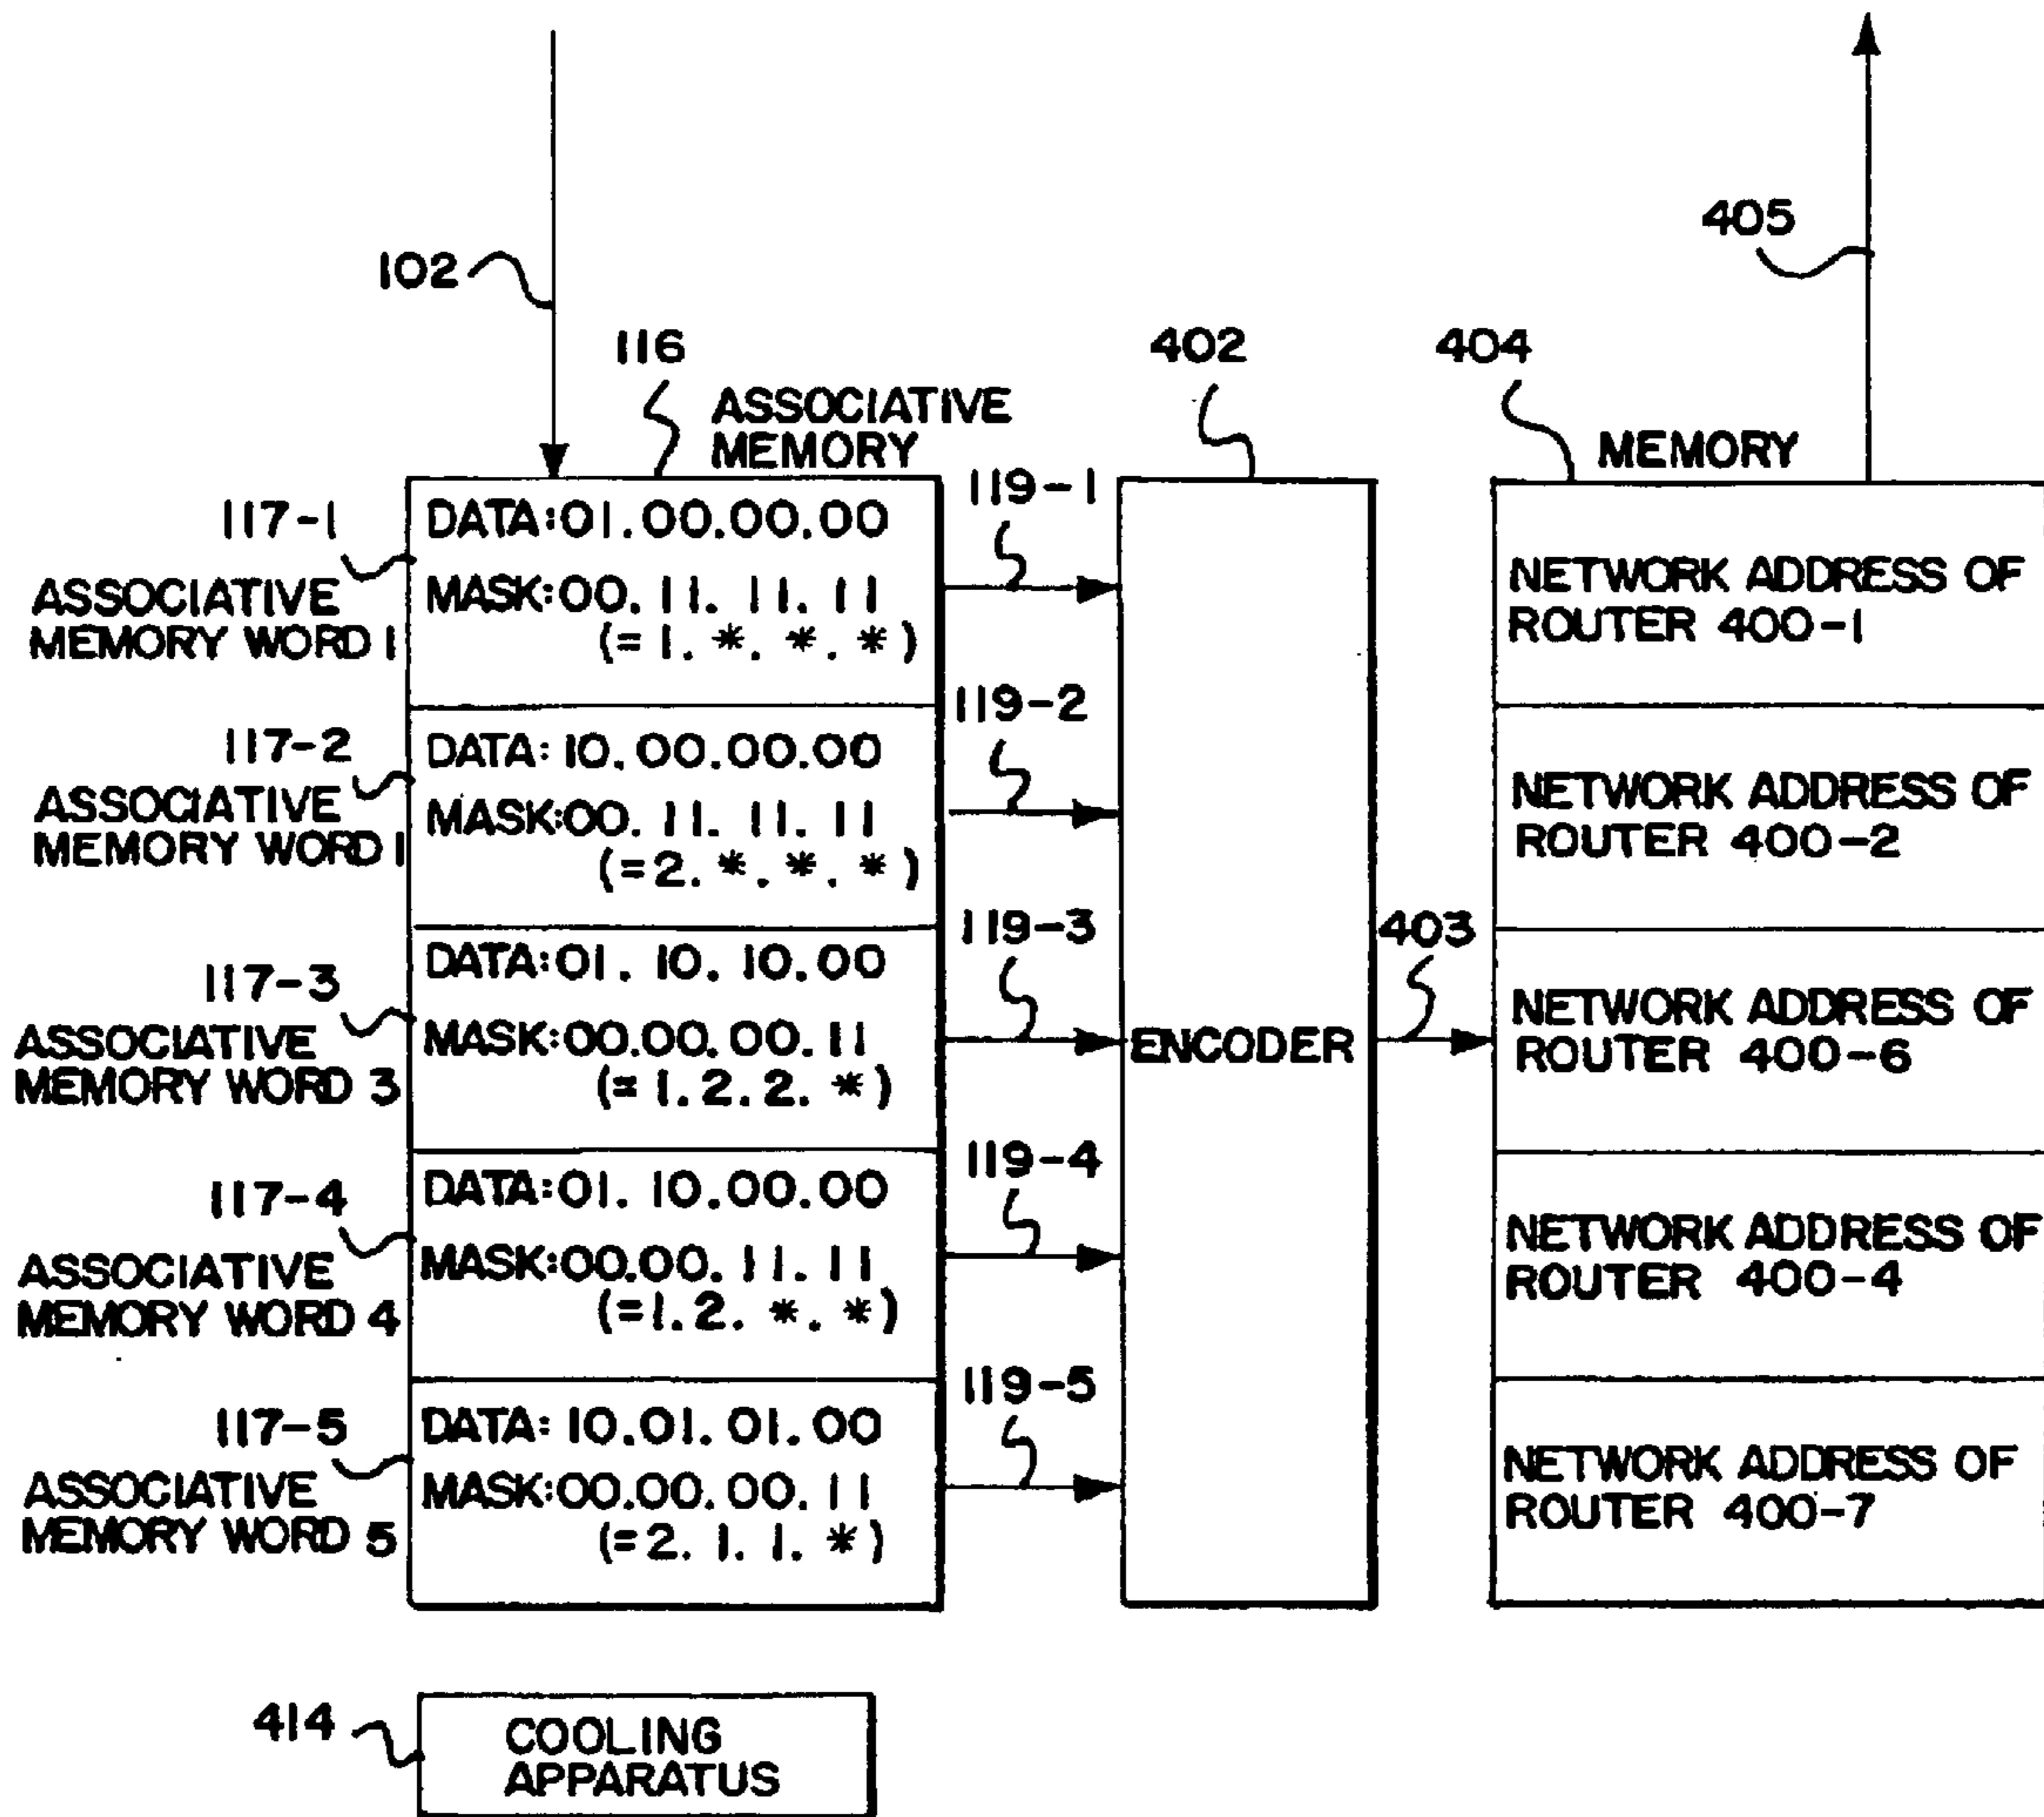 405
102
116
402
404
ASSOCIATIVE
MEMORY
MEMORY
119-1
117-1
ASSOCIATIVE
MEMORY WORD 1
DATA:01.00.00.00
MASK:00.11.11.11
(=1.*.*.*)
NETWORK ADDRESS OF
ROUTER 400-1
119-2
117-2
ASSOCIATIVE
MEMORY WORD 1
DATA:10.00.00.00
MASK:00.11.11.11
(=2.*.*.*)
NETWORK ADDRESS OF
ROUTER 400-2
119-3
403
117-3
ASSOCIATIVE
MEMORY WORD 3
DATA:01.10.10.00
MASK:00.00.00.11
(=1.2.2.*)
ENCODER
NETWORK ADDRESS OF
ROUTER 400-6
119-4
117-4
ASSOCIATIVE
MEMORY WORD 4
DATA:01.10.00.00
MASK:00.00.11.11
(=1.2.*.*)
NETWORK ADDRESS OF
ROUTER 400-4
119-5
117-5
ASSOCIATIVE
MEMORY WORD 5
DATA:10.01.01.00
MASK:00.00.00.11
(=2.1.1.*)
NETWORK ADDRESS OF
ROUTER 400-7
414
COOLING
APPARATUS